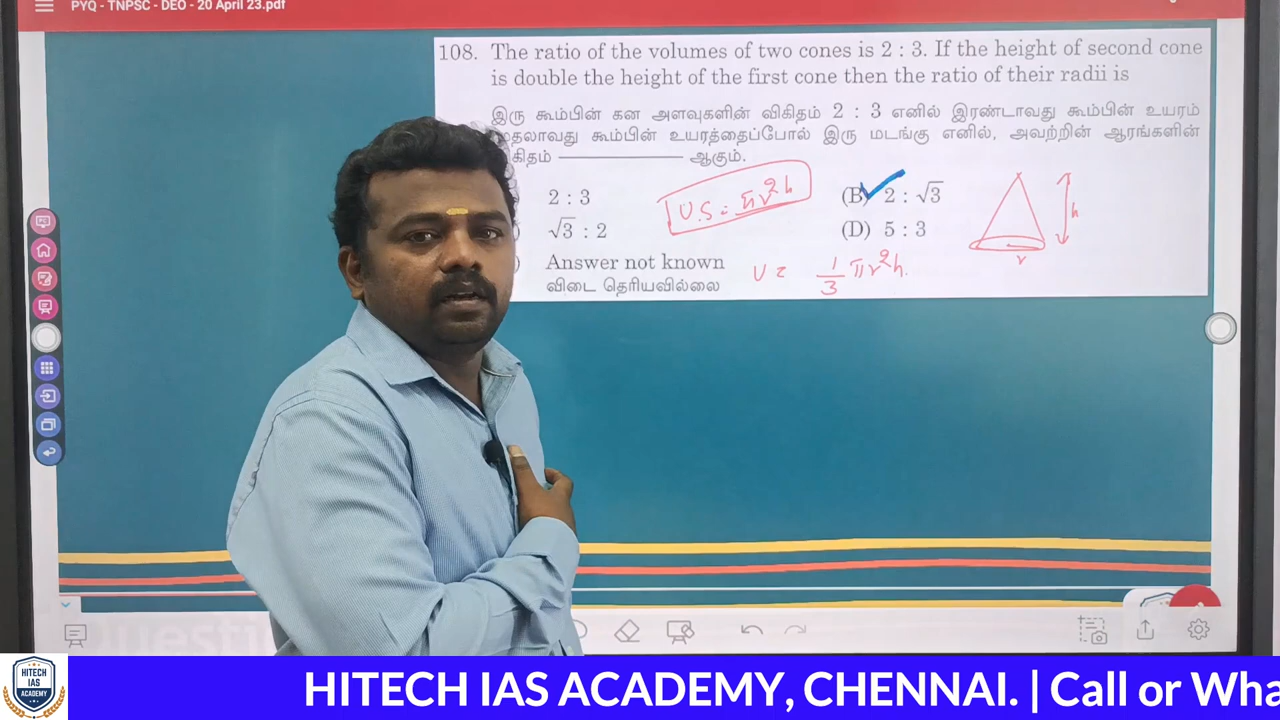 PYQ - TNPSC - DEO - 20 April 23.pdf
108. The ratio of the volumes of two cones is 2 : 3. If the height of second cone
is double the height of the first cone then the ratio of their radii is
இரு கூம்பின் கன அளவுகளின் விகிதம் 2 : 3 எனில் இரண்டாவது கூம்பின் உயரம்
முதலாவது கூம்பின் உயரத்தைப்போல் இரு மடங்கு எனில், அவற்றின் ஆரங்களின்
கிதம் ஆகும்.
2 : 3
(B) 2 : √3
√3 : 2
(D) 5 : 3
Answer not known
விடை தெரியவில்லை
πr²h
h
r
1/3 πr²h.
HITECH IAS ACADEMY
HITECH IAS ACADEMY, CHENNAI. | Call or Wha